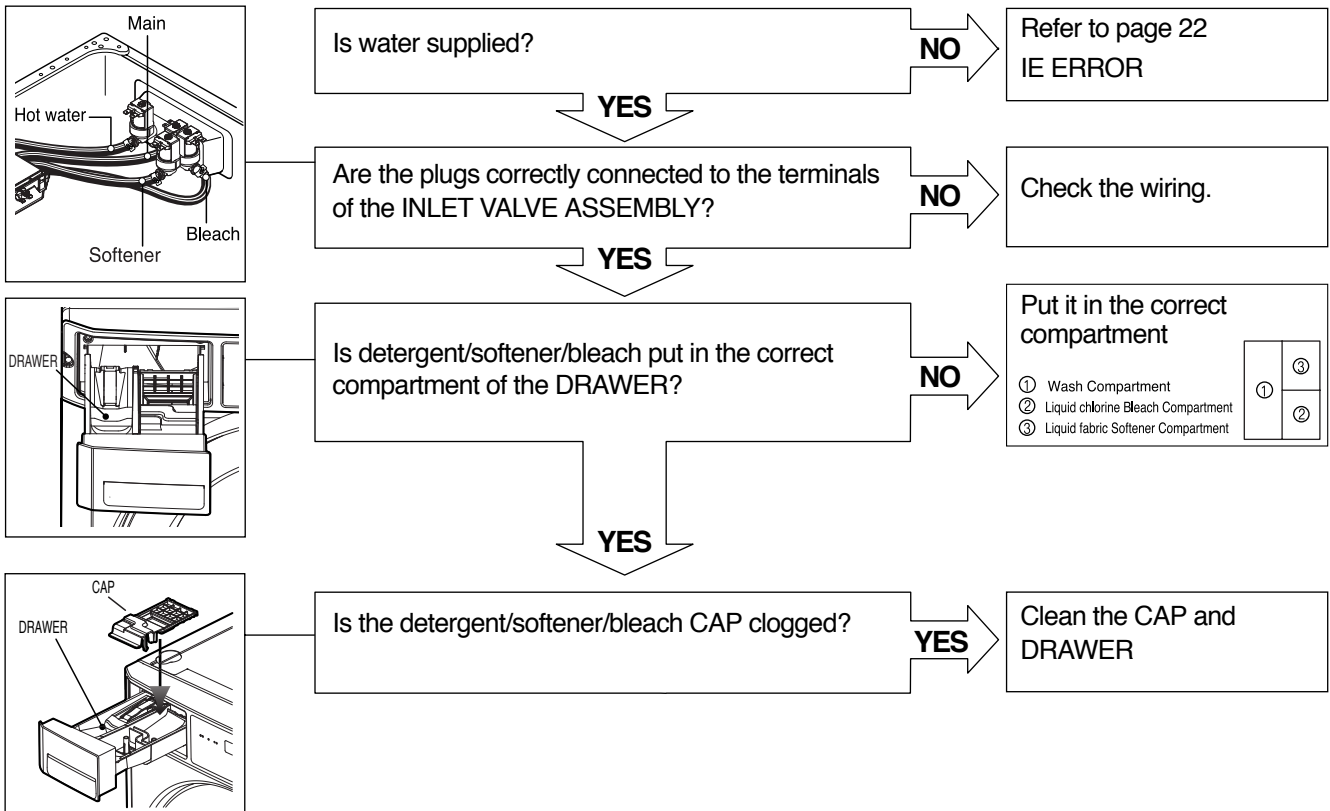 Main
Hot water
Softener
Bleach
Is water supplied?
NO
Refer to page 22
IE ERROR
YES
Are the plugs correctly connected to the terminals
of the INLET VALVE ASSEMBLY?
NO
Check the wiring.
YES
DRAWER
Is detergent/softener/bleach put in the correct
compartment of the DRAWER?
NO
Put it in the correct
compartment
① Wash Compartment
② Liquid chlorine Bleach Compartment
③ Liquid fabric Softener Compartment
①
③
②
YES
CAP
DRAWER
Is the detergent/softener/bleach CAP clogged?
YES
Clean the CAP and
DRAWER